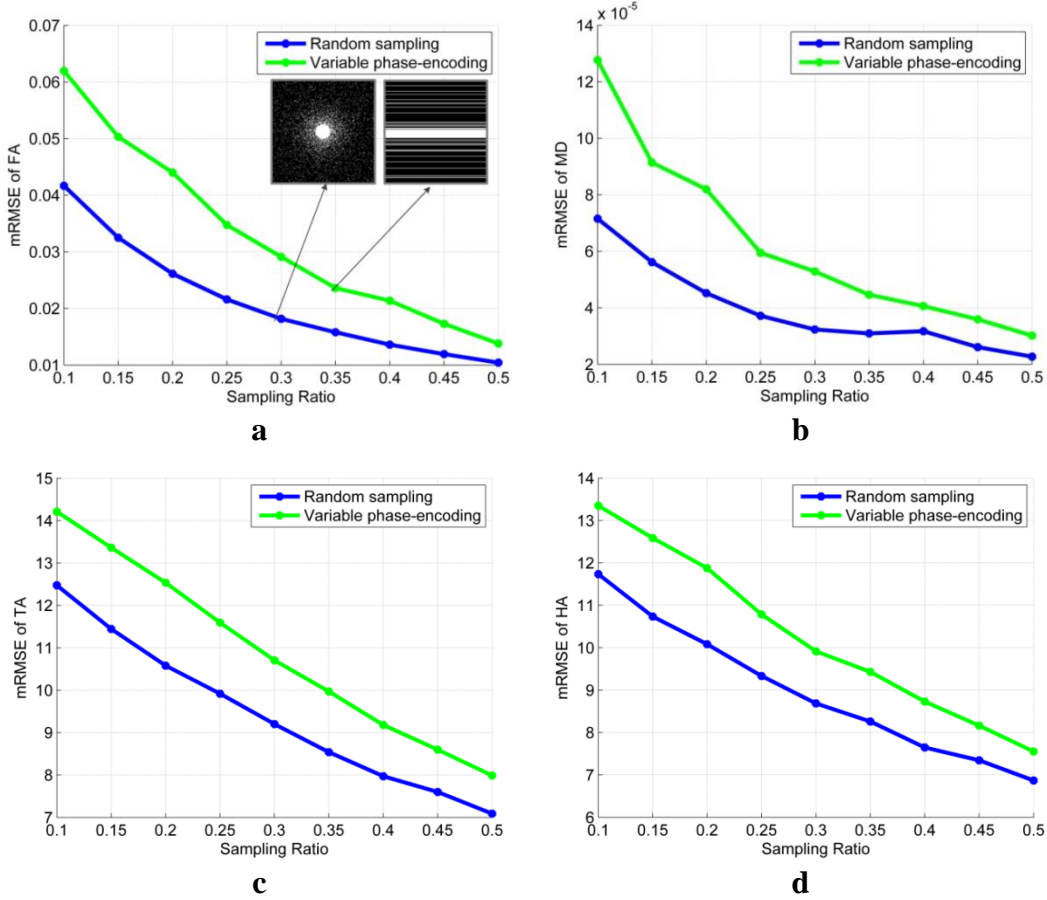 0.07
0.06
0.05
0.04
0.03
0.02
0.01
mRMSE of FA
Random sampling
Variable phase-encoding
0.1 0.15 0.2 0.25 0.3 0.35 0.4 0.45 0.5
Sampling Ratio
a
14 x 10⁻⁵
12
10
8
6
4
2
mRMSE of MD
Random sampling
Variable phase-encoding
0.1 0.15 0.2 0.25 0.3 0.35 0.4 0.45 0.5
Sampling Ratio
b
15
14
13
12
11
10
9
8
7
mRMSE of TA
Random sampling
Variable phase-encoding
0.1 0.15 0.2 0.25 0.3 0.35 0.4 0.45 0.5
Sampling Ratio
c
14
13
12
11
10
9
8
7
6
mRMSE of HA
Random sampling
Variable phase-encoding
0.1 0.15 0.2 0.25 0.3 0.35 0.4 0.45 0.5
Sampling Ratio
d